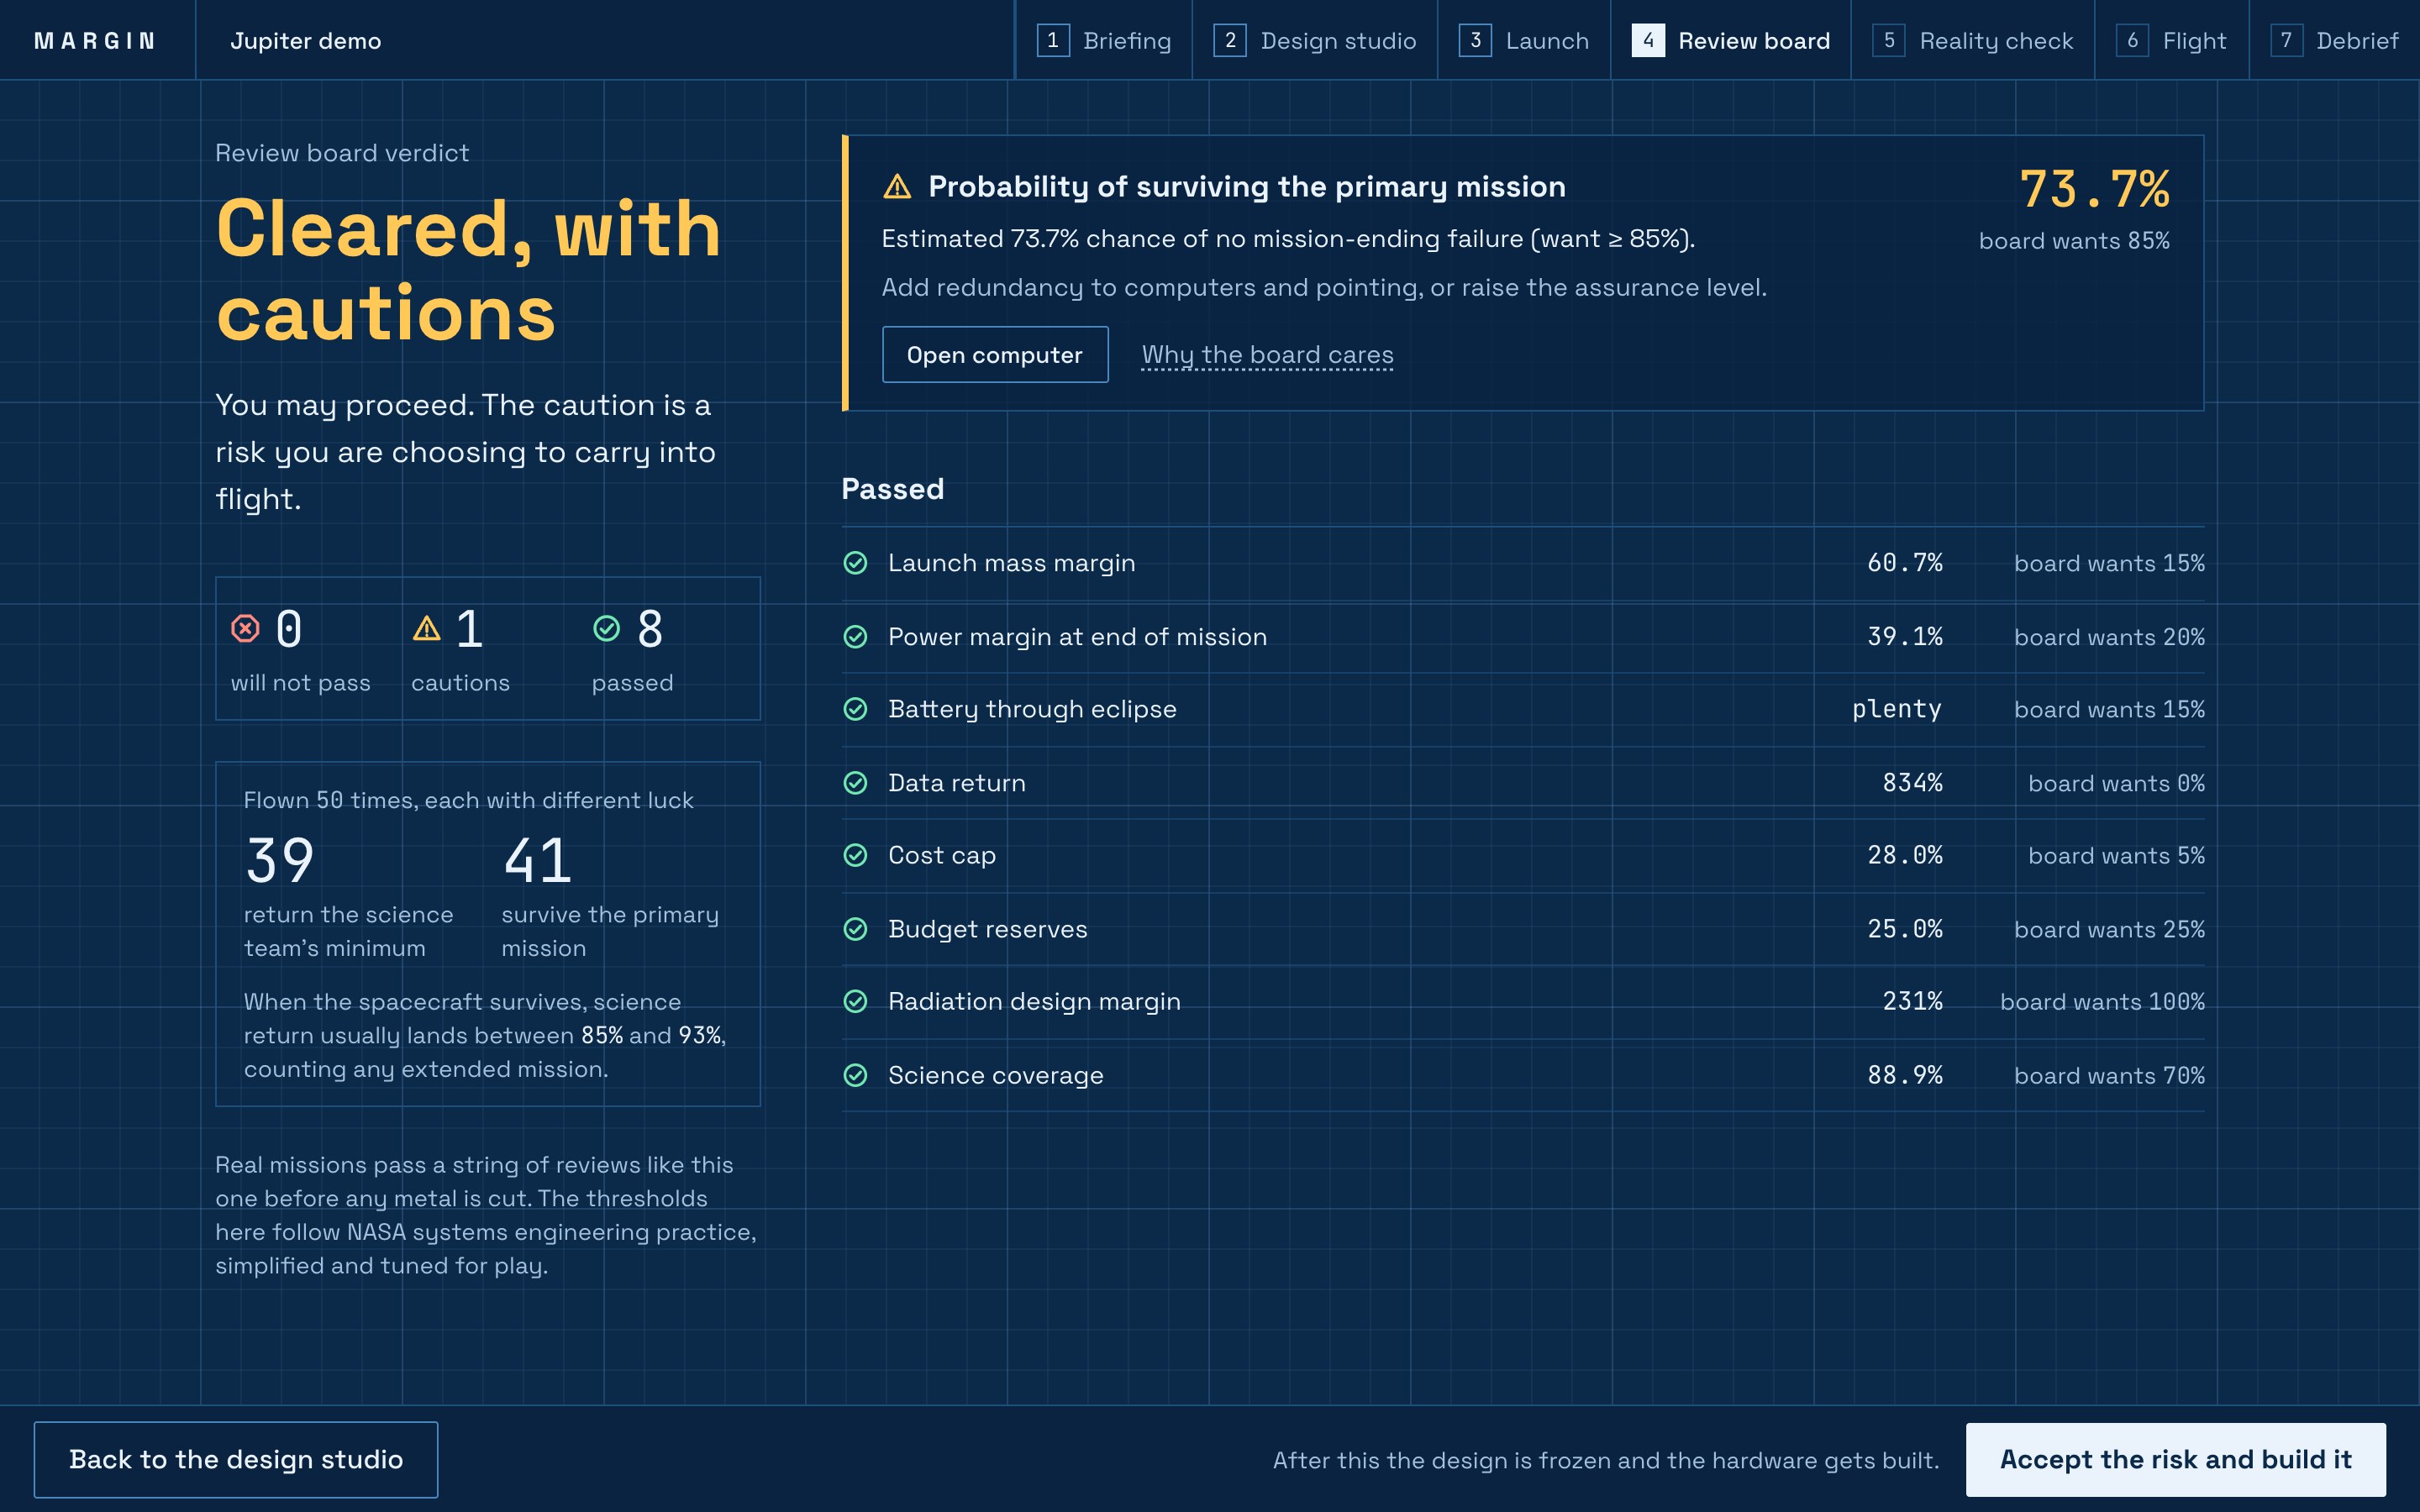 MARGIN
Jupiter demo
1 Briefing
2 Design studio
3 Launch
4 Review board
5 Reality check
6 Flight
7 Debrief
Review board verdict
Cleared, with
cautions
You may proceed. The caution is a
risk you are choosing to carry into
flight.
0 1 8
will not pass cautions passed
Flown 50 times, each with different luck
39 41
return the science survive the primary
team’s minimum mission
When the spacecraft survives, science
return usually lands between 85% and 93%,
counting any extended mission.
Real missions pass a string of reviews like this
one before any metal is cut. The thresholds
here follow NASA systems engineering practice,
simplified and tuned for play.
Probability of surviving the primary mission 73.7%
Estimated 73.7% chance of no mission-ending failure (want ≥ 85%). board wants 85%
Add redundancy to computers and pointing, or raise the assurance level.
Open computer Why the board cares
Passed
Launch mass margin 60.7% board wants 15%
Power margin at end of mission 39.1% board wants 20%
Battery through eclipse plenty board wants 15%
Data return 834% board wants 0%
Cost cap 28.0% board wants 5%
Budget reserves 25.0% board wants 25%
Radiation design margin 231% board wants 100%
Science coverage 88.9% board wants 70%
Back to the design studio
After this the design is frozen and the hardware gets built.
Accept the risk and build it